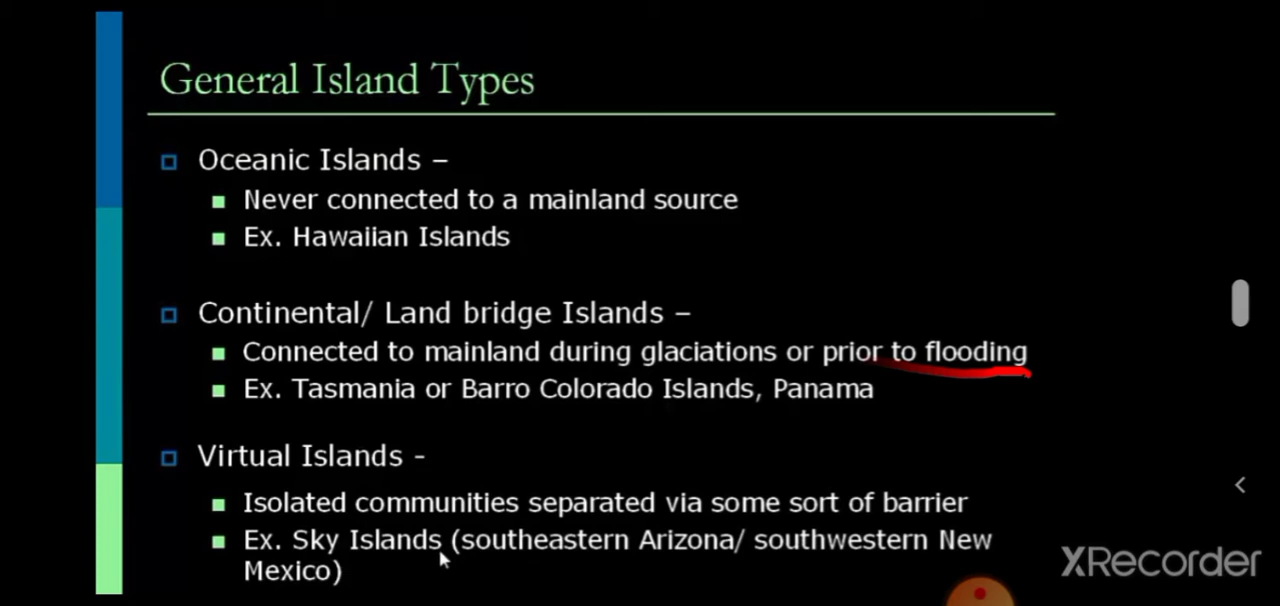 General Island Types
Oceanic Islands –
Never connected to a mainland source
Ex. Hawaiian Islands
Continental/ Land bridge Islands –
Connected to mainland during glaciations or prior to flooding
Ex. Tasmania or Barro Colorado Islands, Panama
Virtual Islands -
Isolated communities separated via some sort of barrier
Ex. Sky Islands (southeastern Arizona/ southwestern New
Mexico)
XRecorder